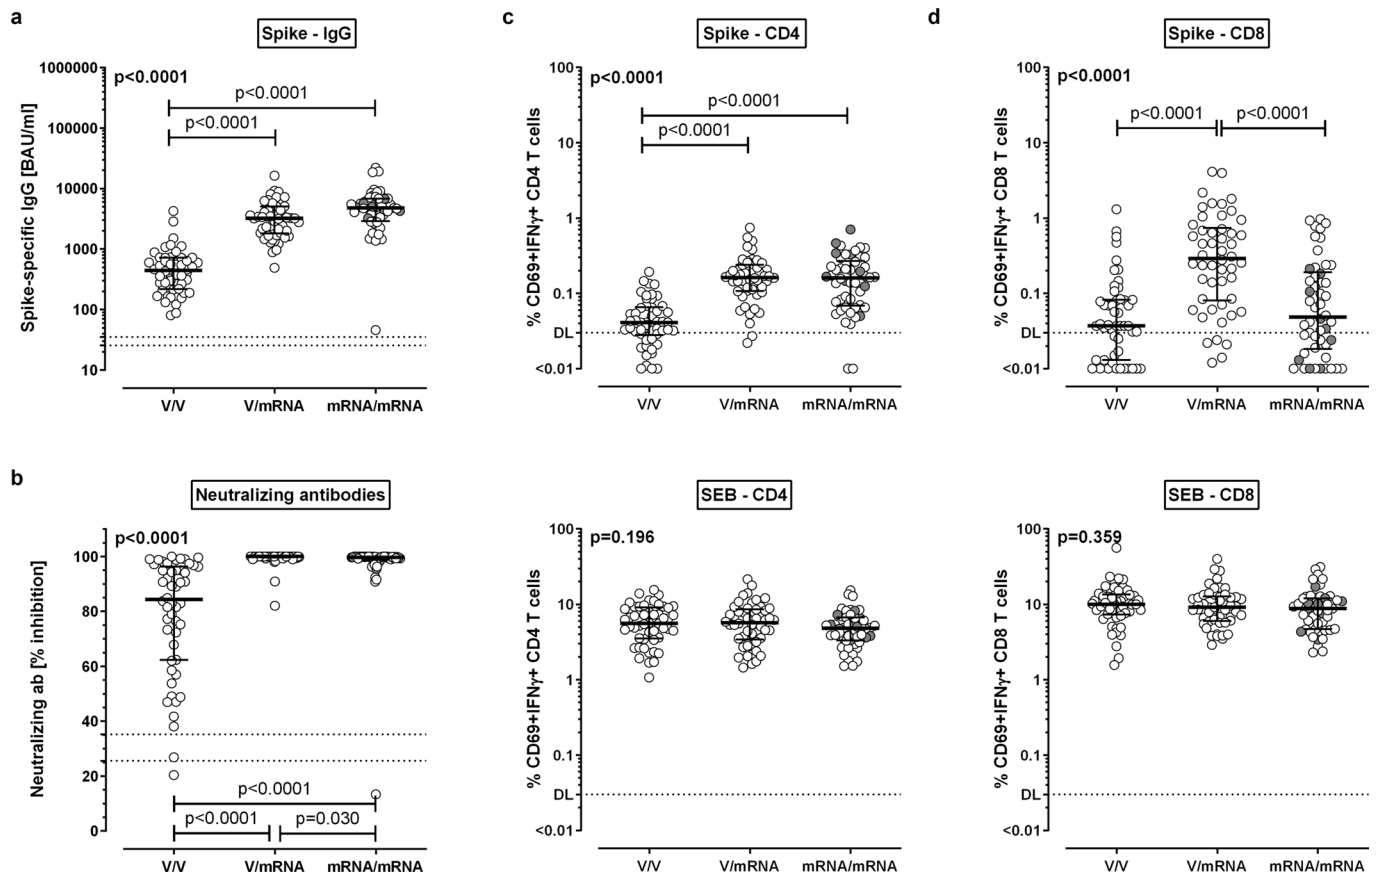 a
Spike - IgG
p<0.0001
p<0.0001
p<0.0001
Spike-specific IgG [BAU/ml]
1000000
100000
10000
1000
100
10
V/V
V/mRNA
mRNA/mRNA
c
Spike - CD4
p<0.0001
p<0.0001
p<0.0001
% CD69+IFNγ+ CD4 T cells
100
10
1
0.1
DL
<0.01
V/V
V/mRNA
mRNA/mRNA
d
Spike - CD8
p<0.0001
p<0.0001
p<0.0001
% CD69+IFNγ+ CD8 T cells
100
10
1
0.1
DL
<0.01
V/V
V/mRNA
mRNA/mRNA
b
Neutralizing antibodies
p<0.0001
Neutralizing ab [% inhibition]
100
80
60
40
20
0
p<0.0001
p<0.0001
p=0.030
V/V
V/mRNA
mRNA/mRNA
SEB - CD4
p=0.196
% CD69+IFNγ+ CD4 T cells
100
10
1
0.1
DL
<0.01
V/V
V/mRNA
mRNA/mRNA
SEB - CD8
p=0.359
% CD69+IFNγ+ CD8 T cells
100
10
1
0.1
DL
<0.01
V/V
V/mRNA
mRNA/mRNA